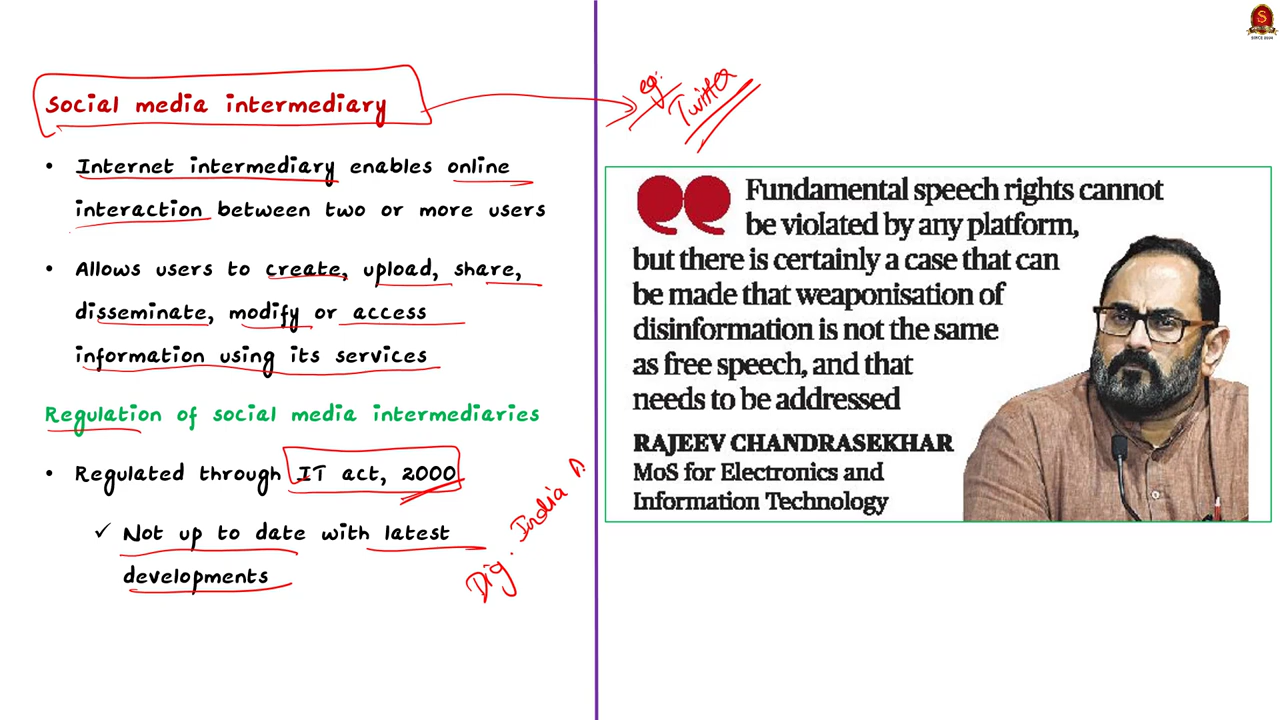 Social media intermediary
• Internet intermediary enables online
interaction between two or more users
• Allows users to create, upload, share,
disseminate, modify or access
information using its services
Regulation of social media intermediaries
• Regulated through IT act, 2000
✓ Not up to date with latest
developments
Dig. India
eg:
Twitter
Fundamental speech rights cannot
be violated by any platform,
but there is certainly a case that can
be made that weaponisation of
disinformation is not the same
as free speech, and that
needs to be addressed
RAJEEV CHANDRASEKHAR
MoS for Electronics and
Information Technology
S
SINCE 2004